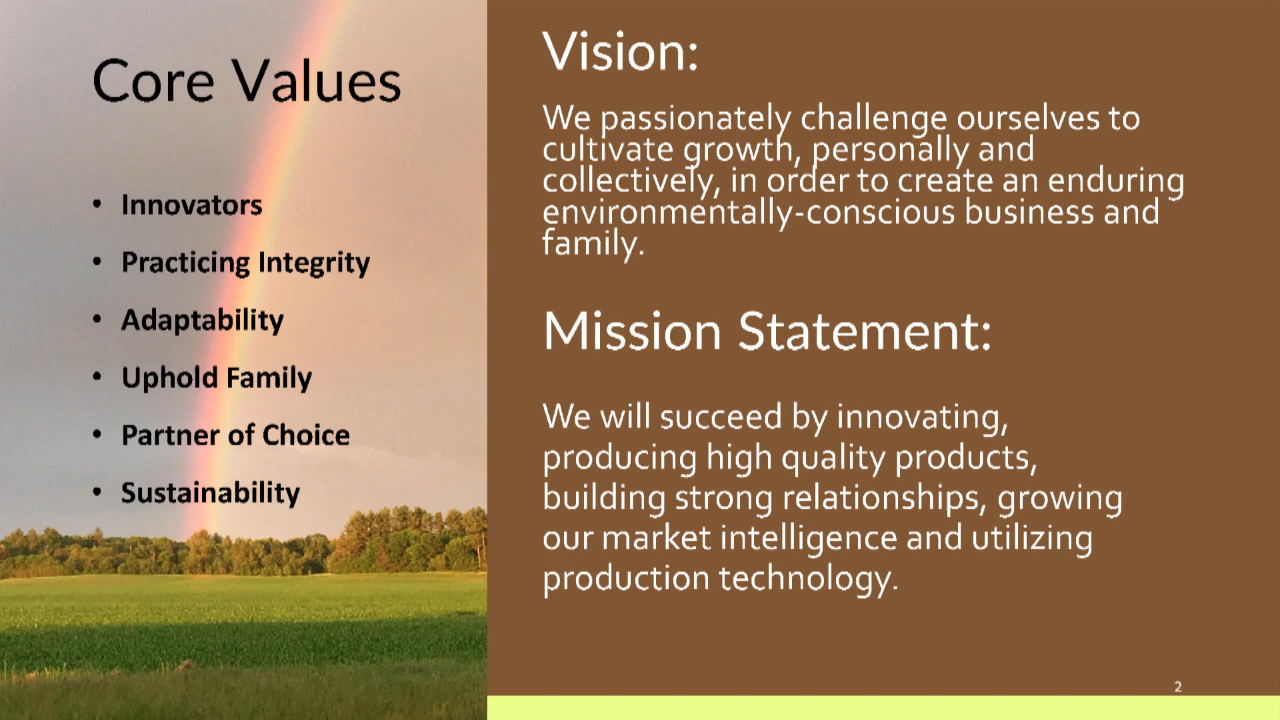 Core Values
• Innovators
• Practicing Integrity
• Adaptability
• Uphold Family
• Partner of Choice
• Sustainability
Vision:
We passionately challenge ourselves to
cultivate growth, personally and
collectively, in order to create an enduring
environmentally-conscious business and
family.
Mission Statement:
We will succeed by innovating,
producing high quality products,
building strong relationships, growing
our market intelligence and utilizing
production technology.
2